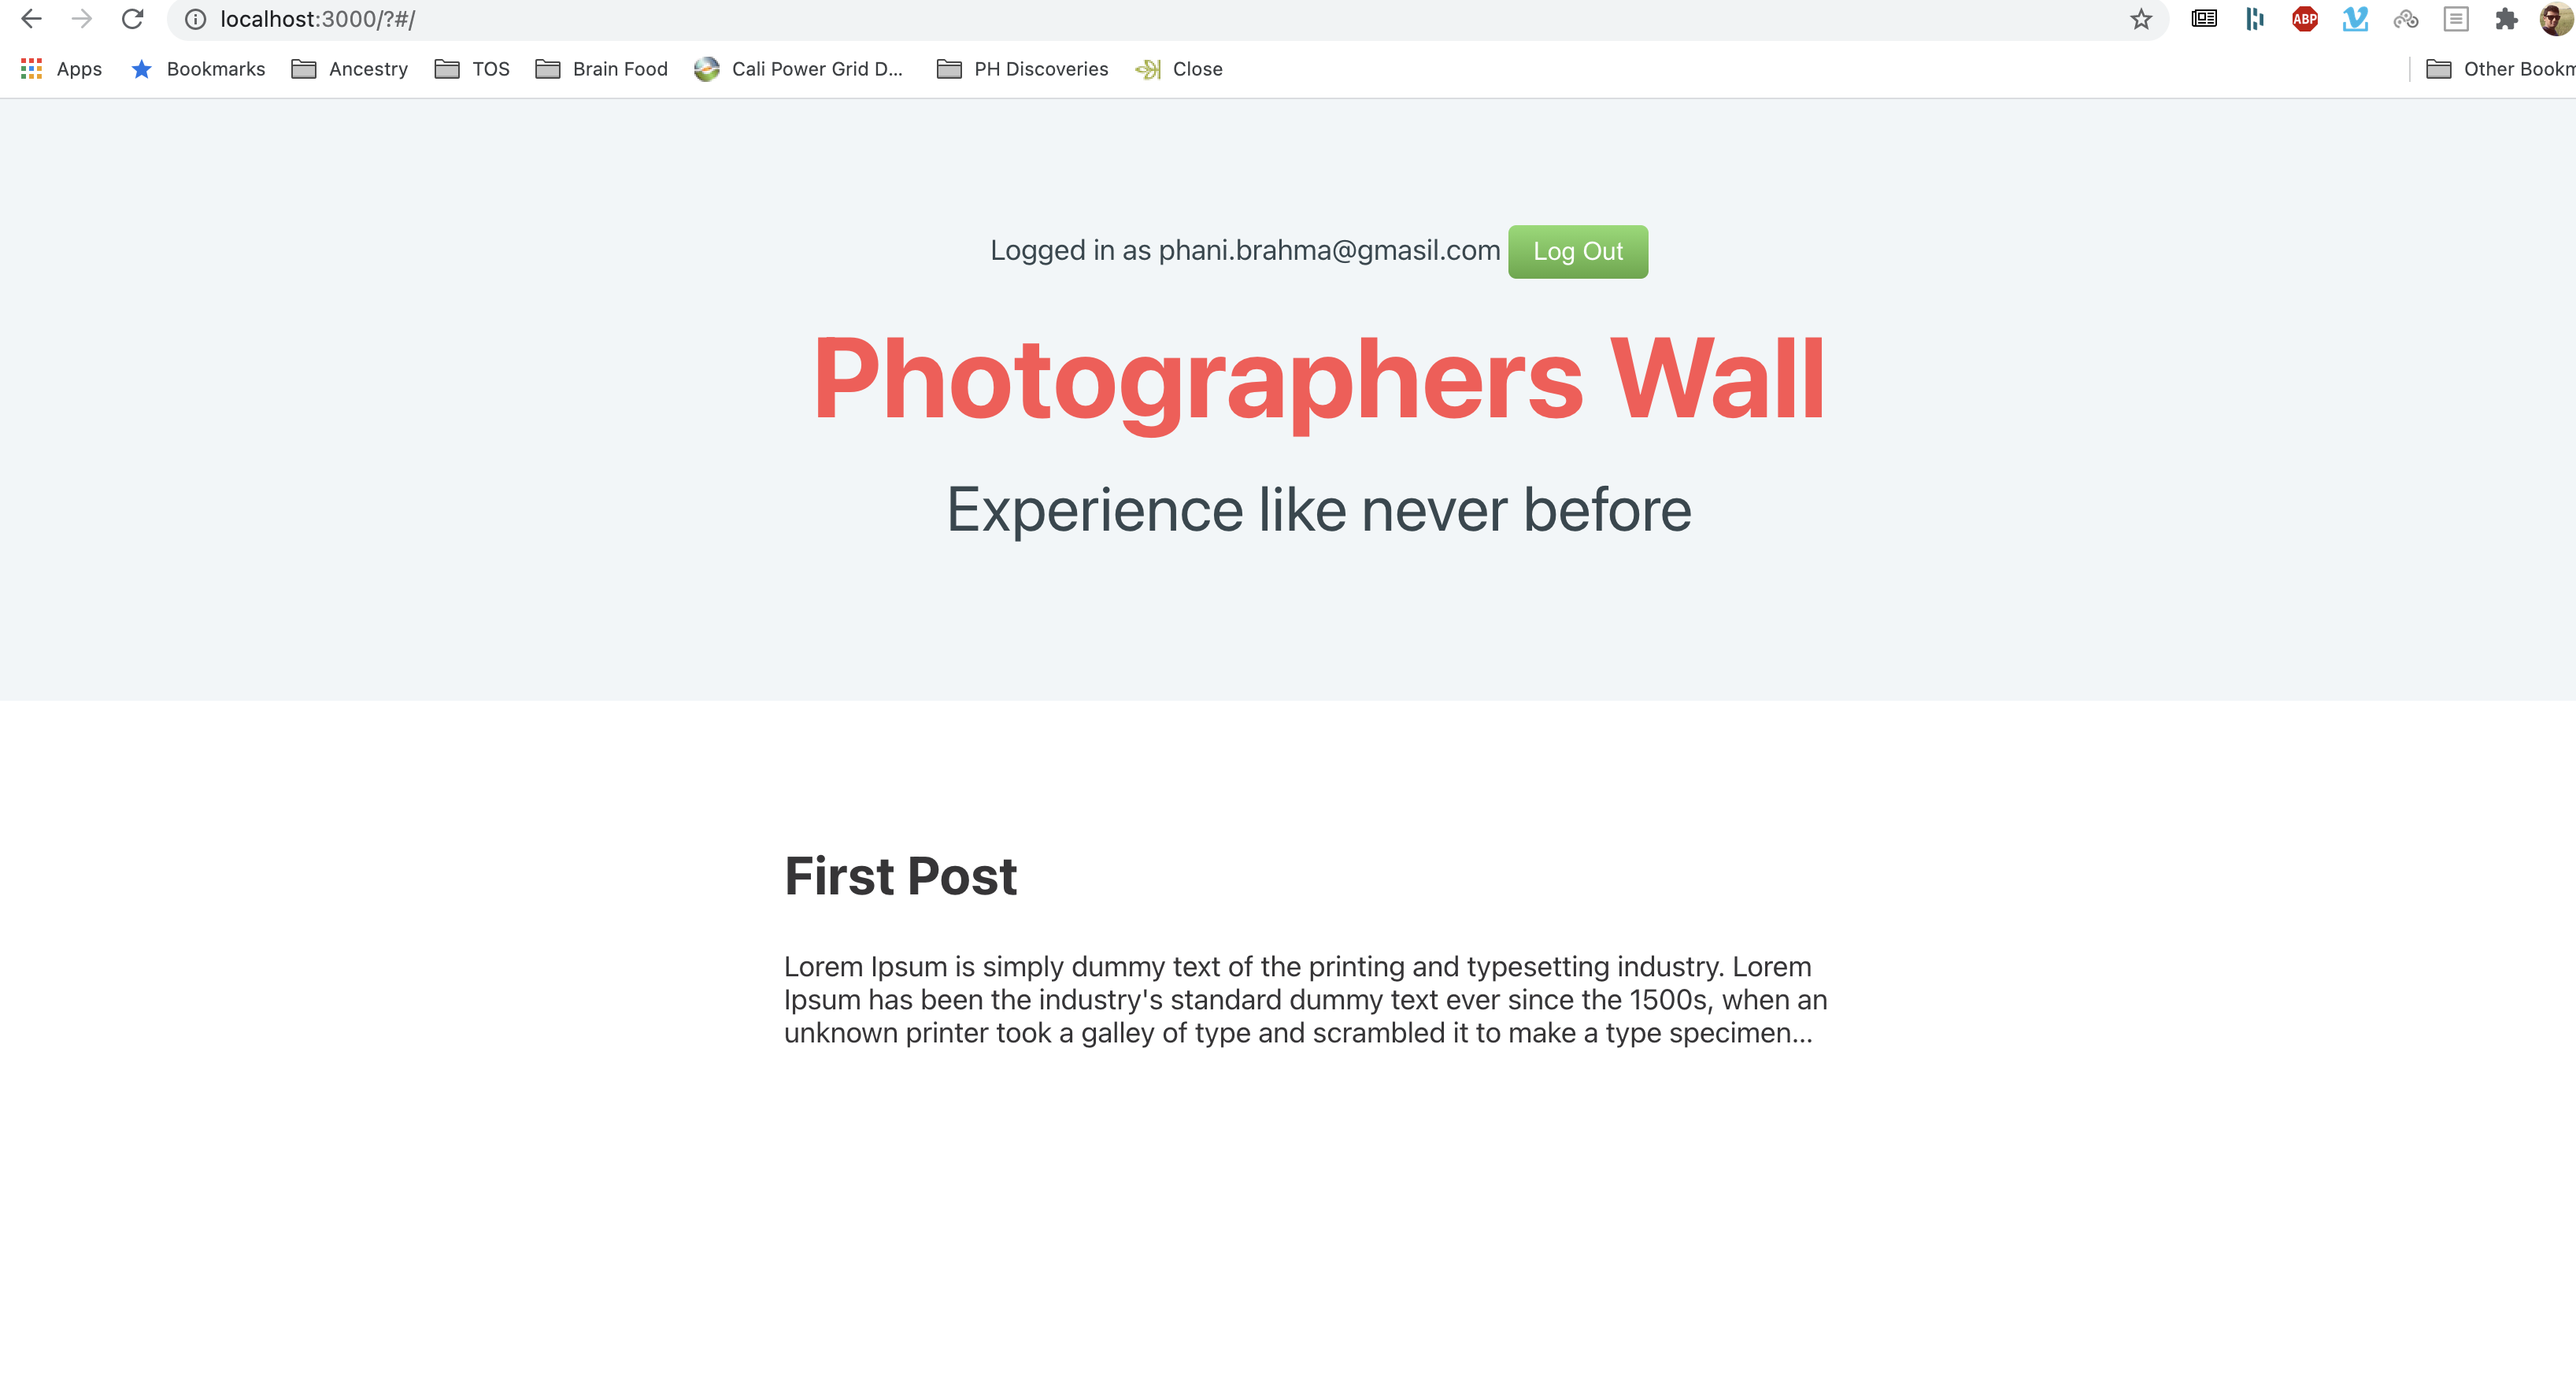 localhost:3000/?#/
ABP
Apps Bookmarks Ancestry TOS Brain Food Cali Power Grid D... PH Discoveries Close Other Bookm
Logged in as phani.brahma@gmasil.com Log Out
Photographers Wall
Experience like never before
First Post
Lorem Ipsum is simply dummy text of the printing and typesetting industry. Lorem
Ipsum has been the industry's standard dummy text ever since the 1500s, when an
unknown printer took a galley of type and scrambled it to make a type specimen...